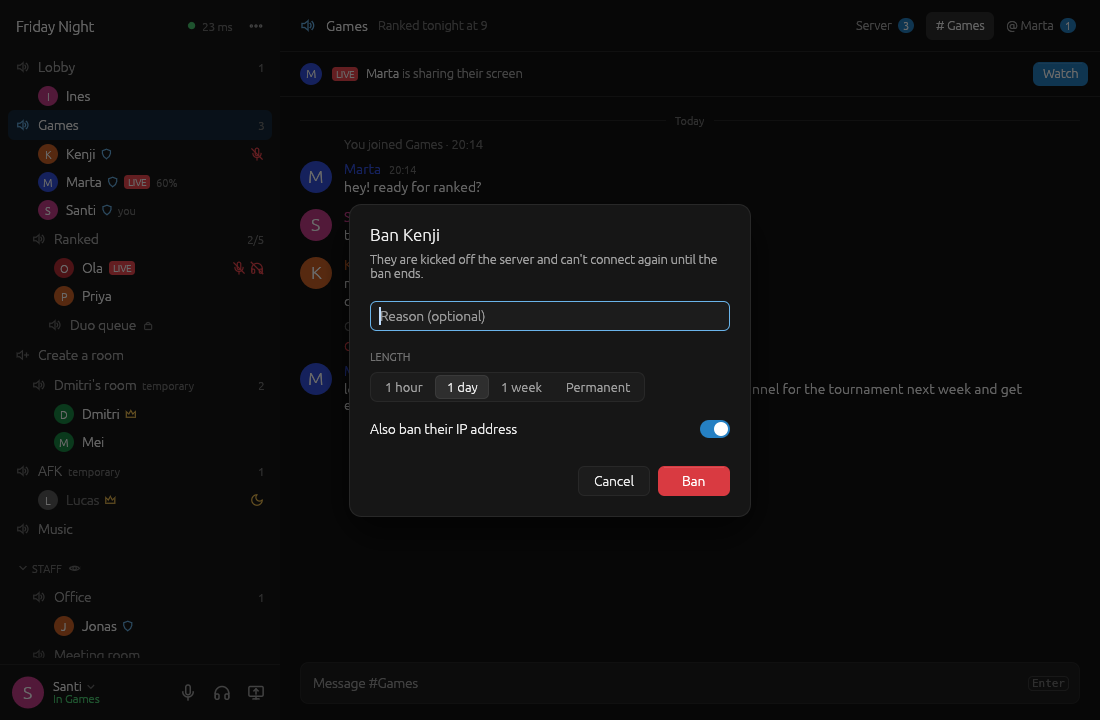 Friday Night
23 ms
Lobby 1
I Ines
Games 3
K Kenji
M Marta LIVE 60%
S Santi you
Ranked 2/5
O Ola LIVE
P Priya
Duo queue
Create a room
Dmitri's room temporary 2
D Dmitri
M Mei
AFK temporary 1
L Lucas
Music
STAFF
Office 1
J Jonas
Meeting room
S Santi
In Games
Games Ranked tonight at 9
Server 3 # Games @ Marta 1
M LIVE Marta is sharing their screen Watch
Today
You joined Games · 20:14
M Marta 20:14
hey! ready for ranked?
S
K
M
nnel for the tournament next week and get
Ban Kenji
They are kicked off the server and can't connect again until the
ban ends.
Reason (optional)
LENGTH
1 hour 1 day 1 week Permanent
Also ban their IP address
Cancel Ban
Message #Games Enter